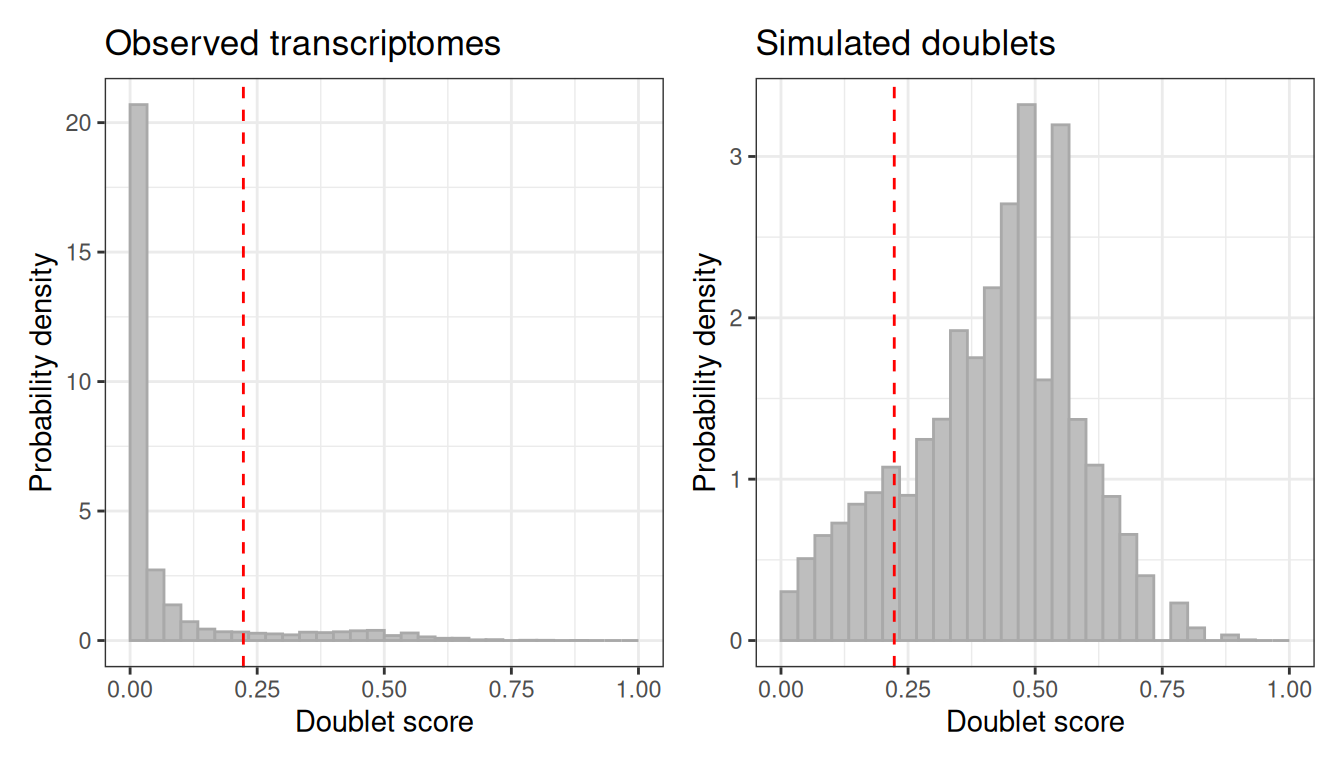 Observed transcriptomes
Probability density
20
15
10
5
0
0.00 0.25 0.50 0.75 1.00
Doublet score
Simulated doublets
Probability density
3
2
1
0
0.00 0.25 0.50 0.75 1.00
Doublet score